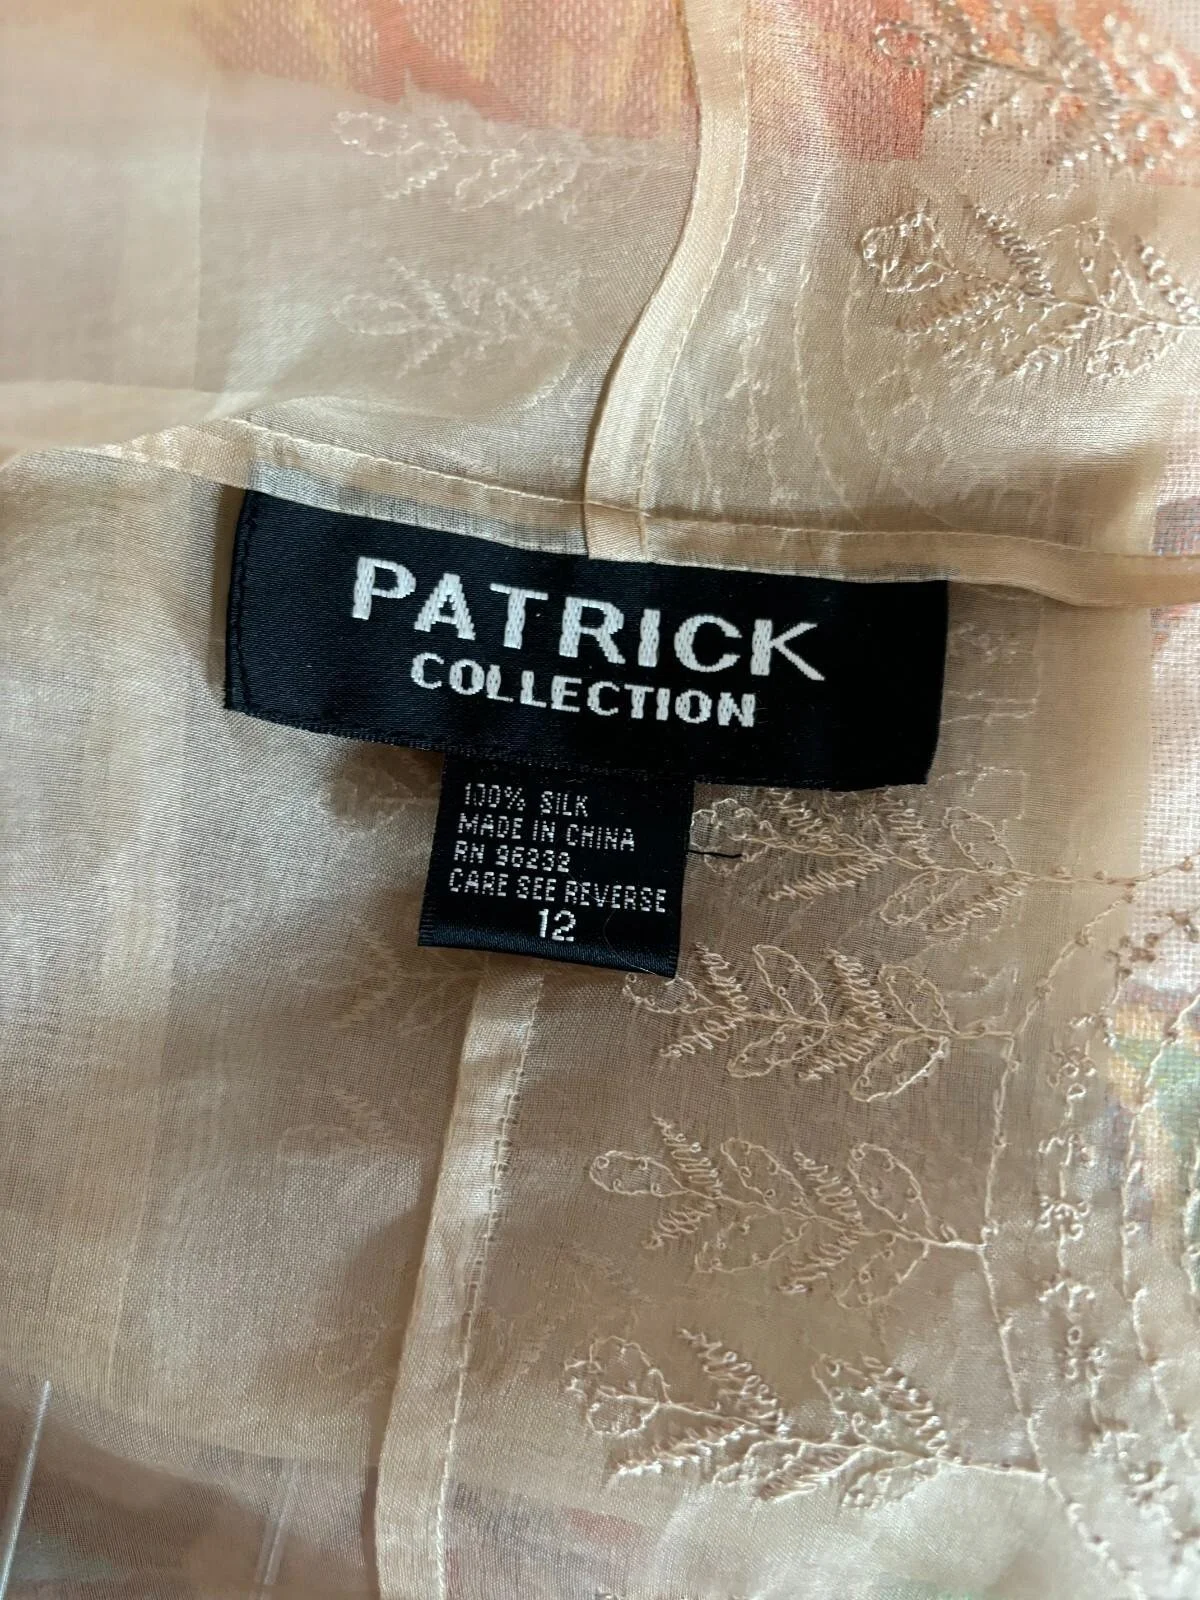 PATRICK
COLLECTION
100% SILK
MADE IN CHINA
RN 96232
CARE SEE REVERSE
12